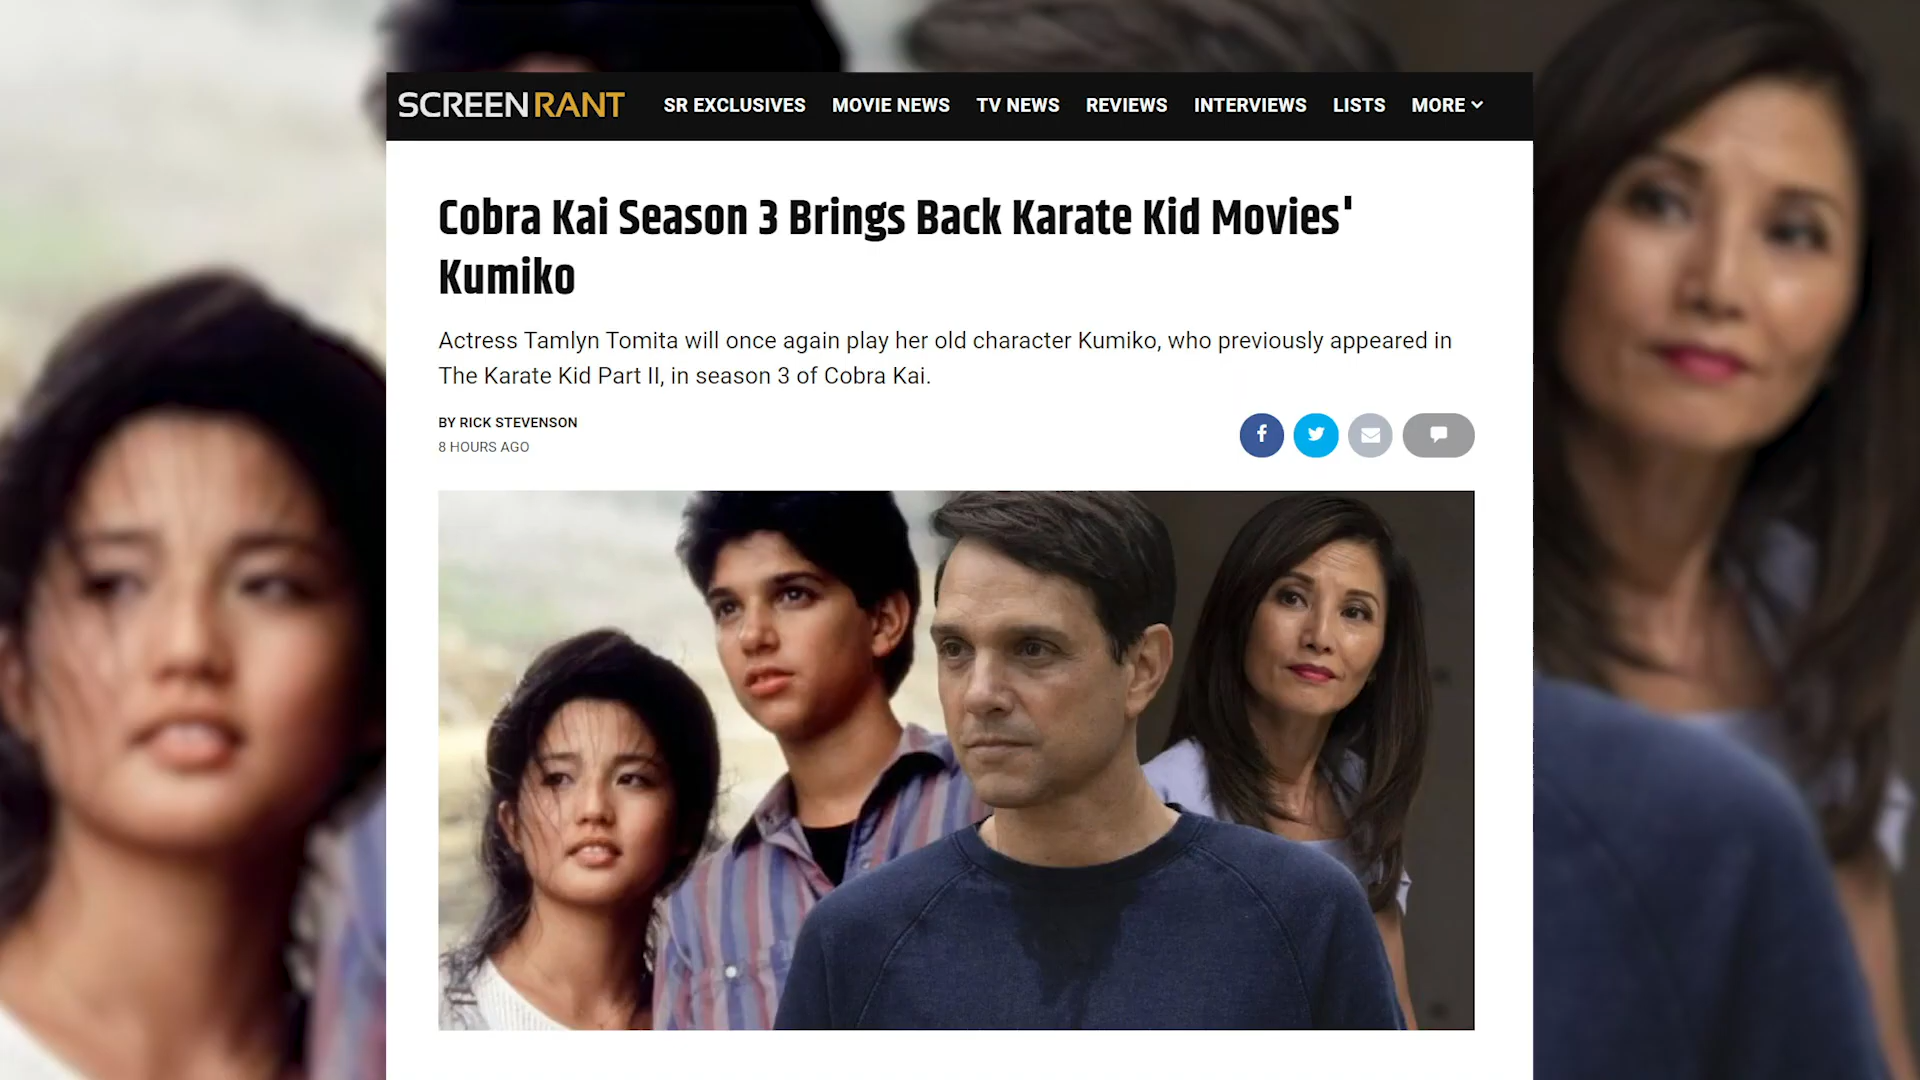 SCREENRANT SR EXCLUSIVES MOVIE NEWS TV NEWS REVIEWS INTERVIEWS LISTS MORE
Cobra Kai Season 3 Brings Back Karate Kid Movies'
Kumiko
Actress Tamlyn Tomita will once again play her old character Kumiko, who previously appeared in
The Karate Kid Part II, in season 3 of Cobra Kai.
BY RICK STEVENSON
8 HOURS AGO